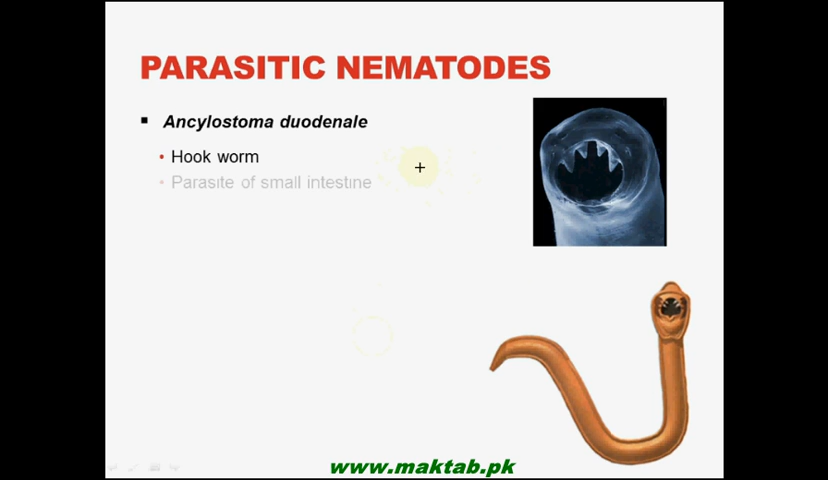 PARASITIC NEMATODES
Ancylostoma duodenale
Hook worm
Parasite of small intestine
www.maktab.pk